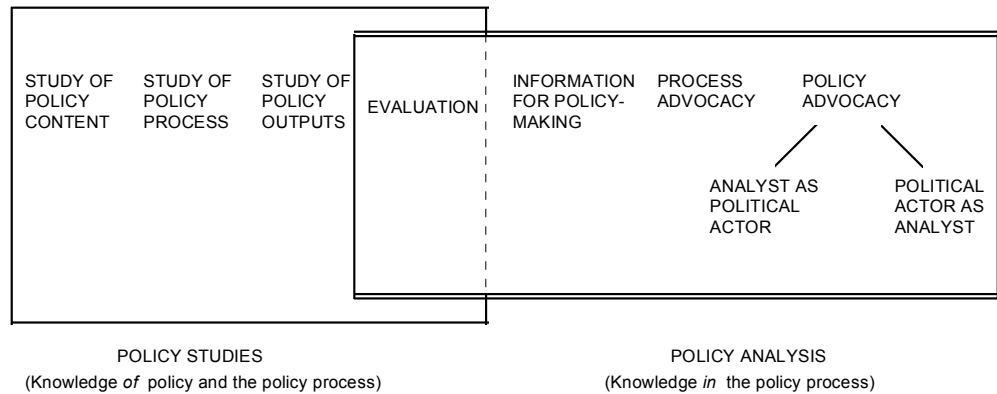 STUDY OF
POLICY
CONTENT
STUDY OF
POLICY
PROCESS
STUDY OF
POLICY
OUTPUTS
EVALUATION
INFORMATION
FOR POLICY-
MAKING
PROCESS
ADVOCACY
POLICY
ADVOCACY
ANALYST AS
POLITICAL
ACTOR
POLITICAL
ACTOR AS
ANALYST
POLICY STUDIES
(Knowledge of policy and the policy process)
POLICY ANALYSIS
(Knowledge in the policy process)